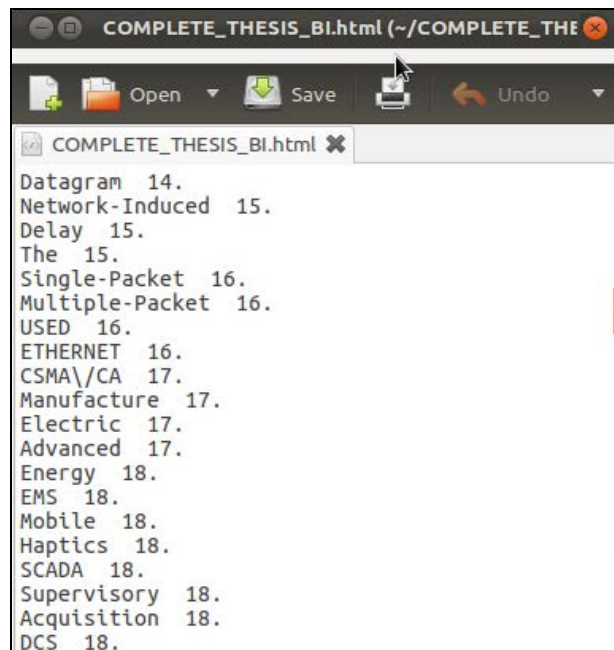 COMPLETE_THESIS_BI.html (~/COMPLETE_THE
Open Save Undo
COMPLETE_THESIS_BI.html
Datagram 14.
Network-Induced 15.
Delay 15.
The 15.
Single-Packet 16.
Multiple-Packet 16.
USED 16.
ETHERNET 16.
CSMA\/CA 17.
Manufacture 17.
Electric 17.
Advanced 17.
Energy 18.
EMS 18.
Mobile 18.
Haptics 18.
SCADA 18.
Supervisory 18.
Acquisition 18.
DCS 18.